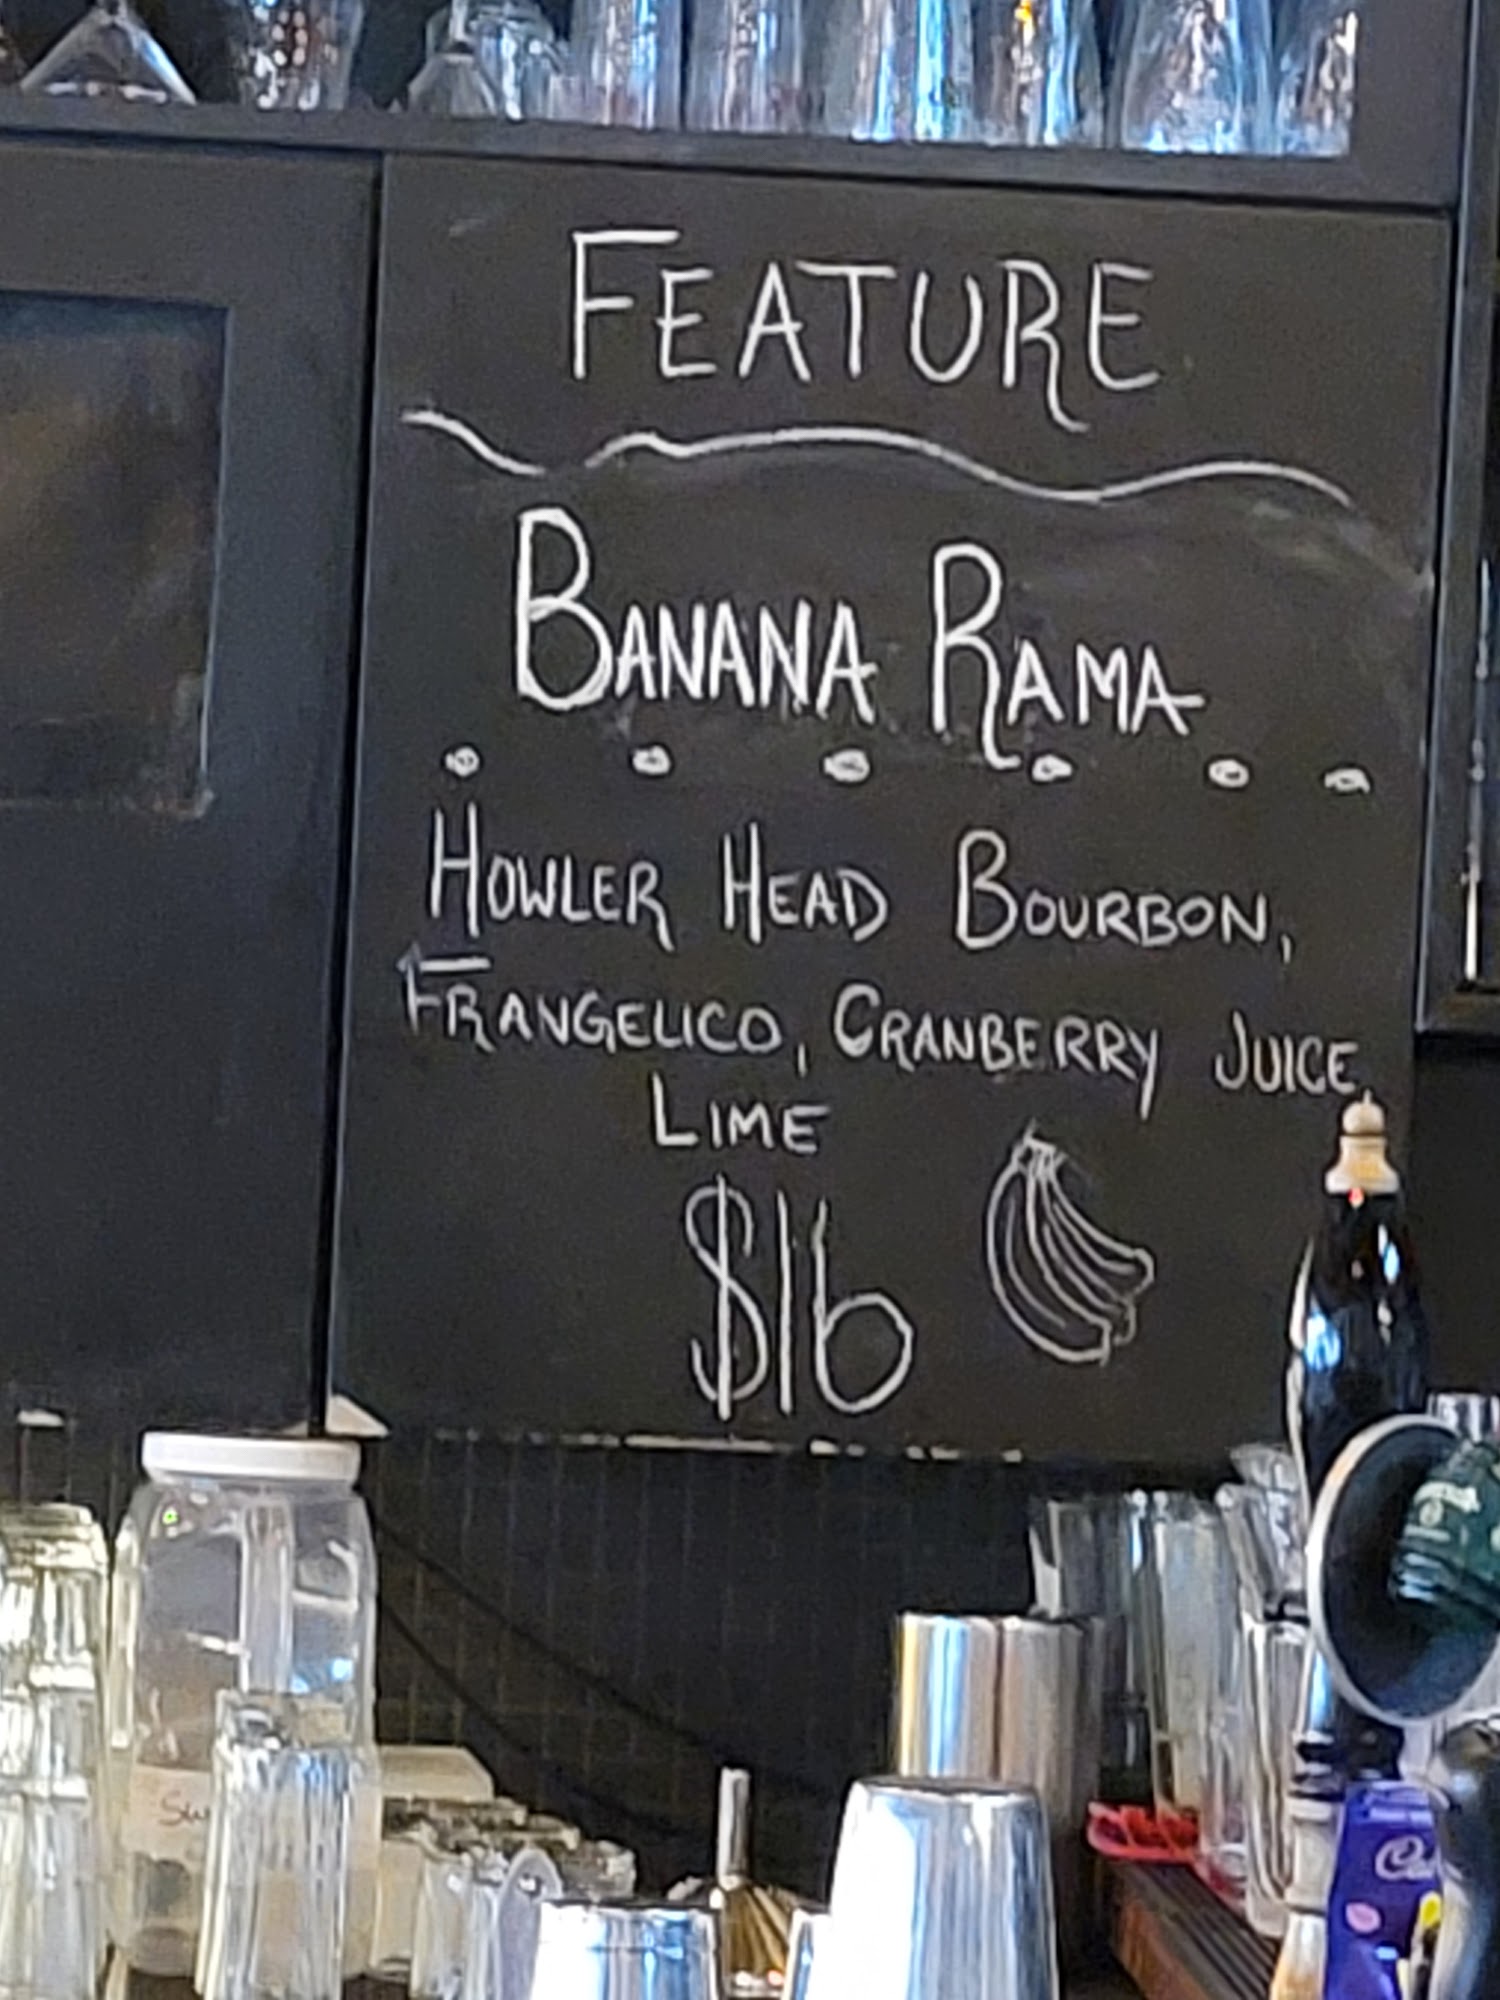 FEATURE
BANANA RAMA
HOWLER HEAD BOURBON,
FRANGELICO, CRANBERRY JUICE,
LIME
$16